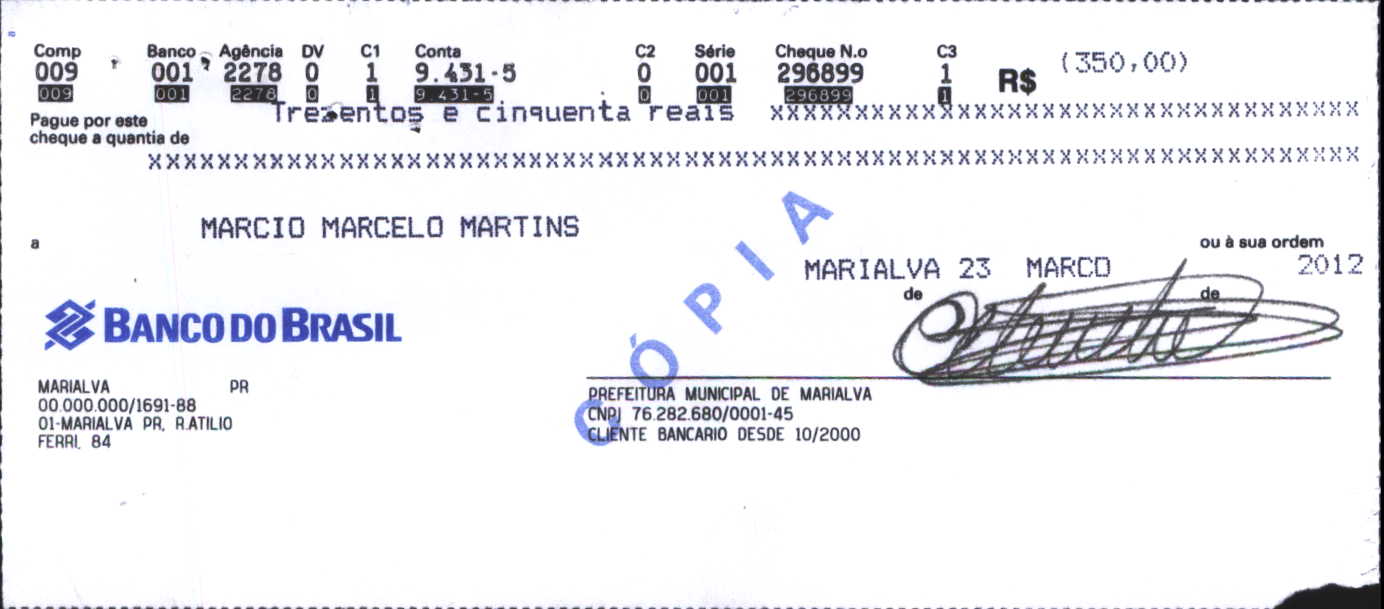 Comp Banco Agência DV C1 Conta C2 Série Cheque N.o C3
009 001 2278 0 1 9.431-5 0 001 296899 1 R$ (350,00)
009 001 2278 0 1 9.431-5 0 001 296899 1
Pague por este Trezentos e cinquenta reais XXXXXXXXXXXXXXXXXXXXXXXXXXXXXXXXXX
cheque a quantia de
XXXXXXXXXXXXXXXXXXXXXXXXXXXXXXXXXXXXXXXXXXXXXXXXXXXXXXXXXXXXXXXXXXXXX
a MARCIO MARCELO MARTINS ou à sua ordem
MARIALVA 23 MARCO 2012
de de
CÓPIA
BANCO DO BRASIL
MARIALVA PR
00.000.000/1691-88
01-MARIALVA PR, R.ATILIO
FERRI, 84
PREFEITURA MUNICIPAL DE MARIALVA
CNPJ 76.282.680/0001-45
CLIENTE BANCARIO DESDE 10/2000